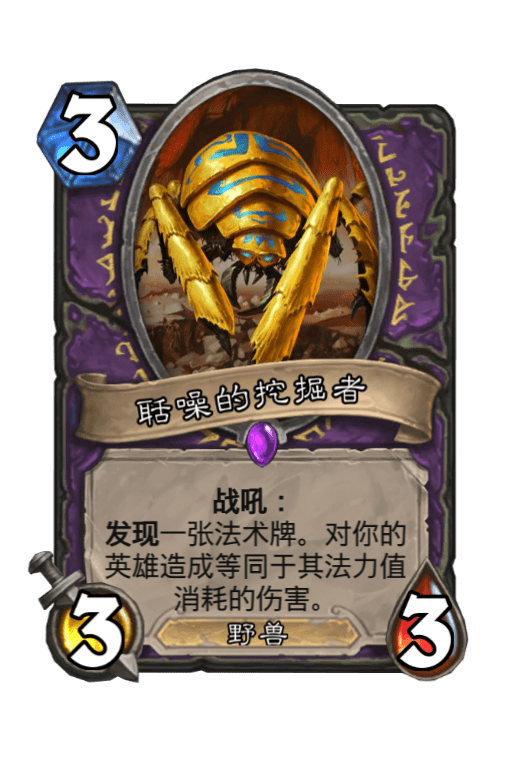 3
聒噪的挖掘者
战吼：
发现一张法术牌。对你的
英雄造成等同于其法力值
消耗的伤害。
野兽
3
3